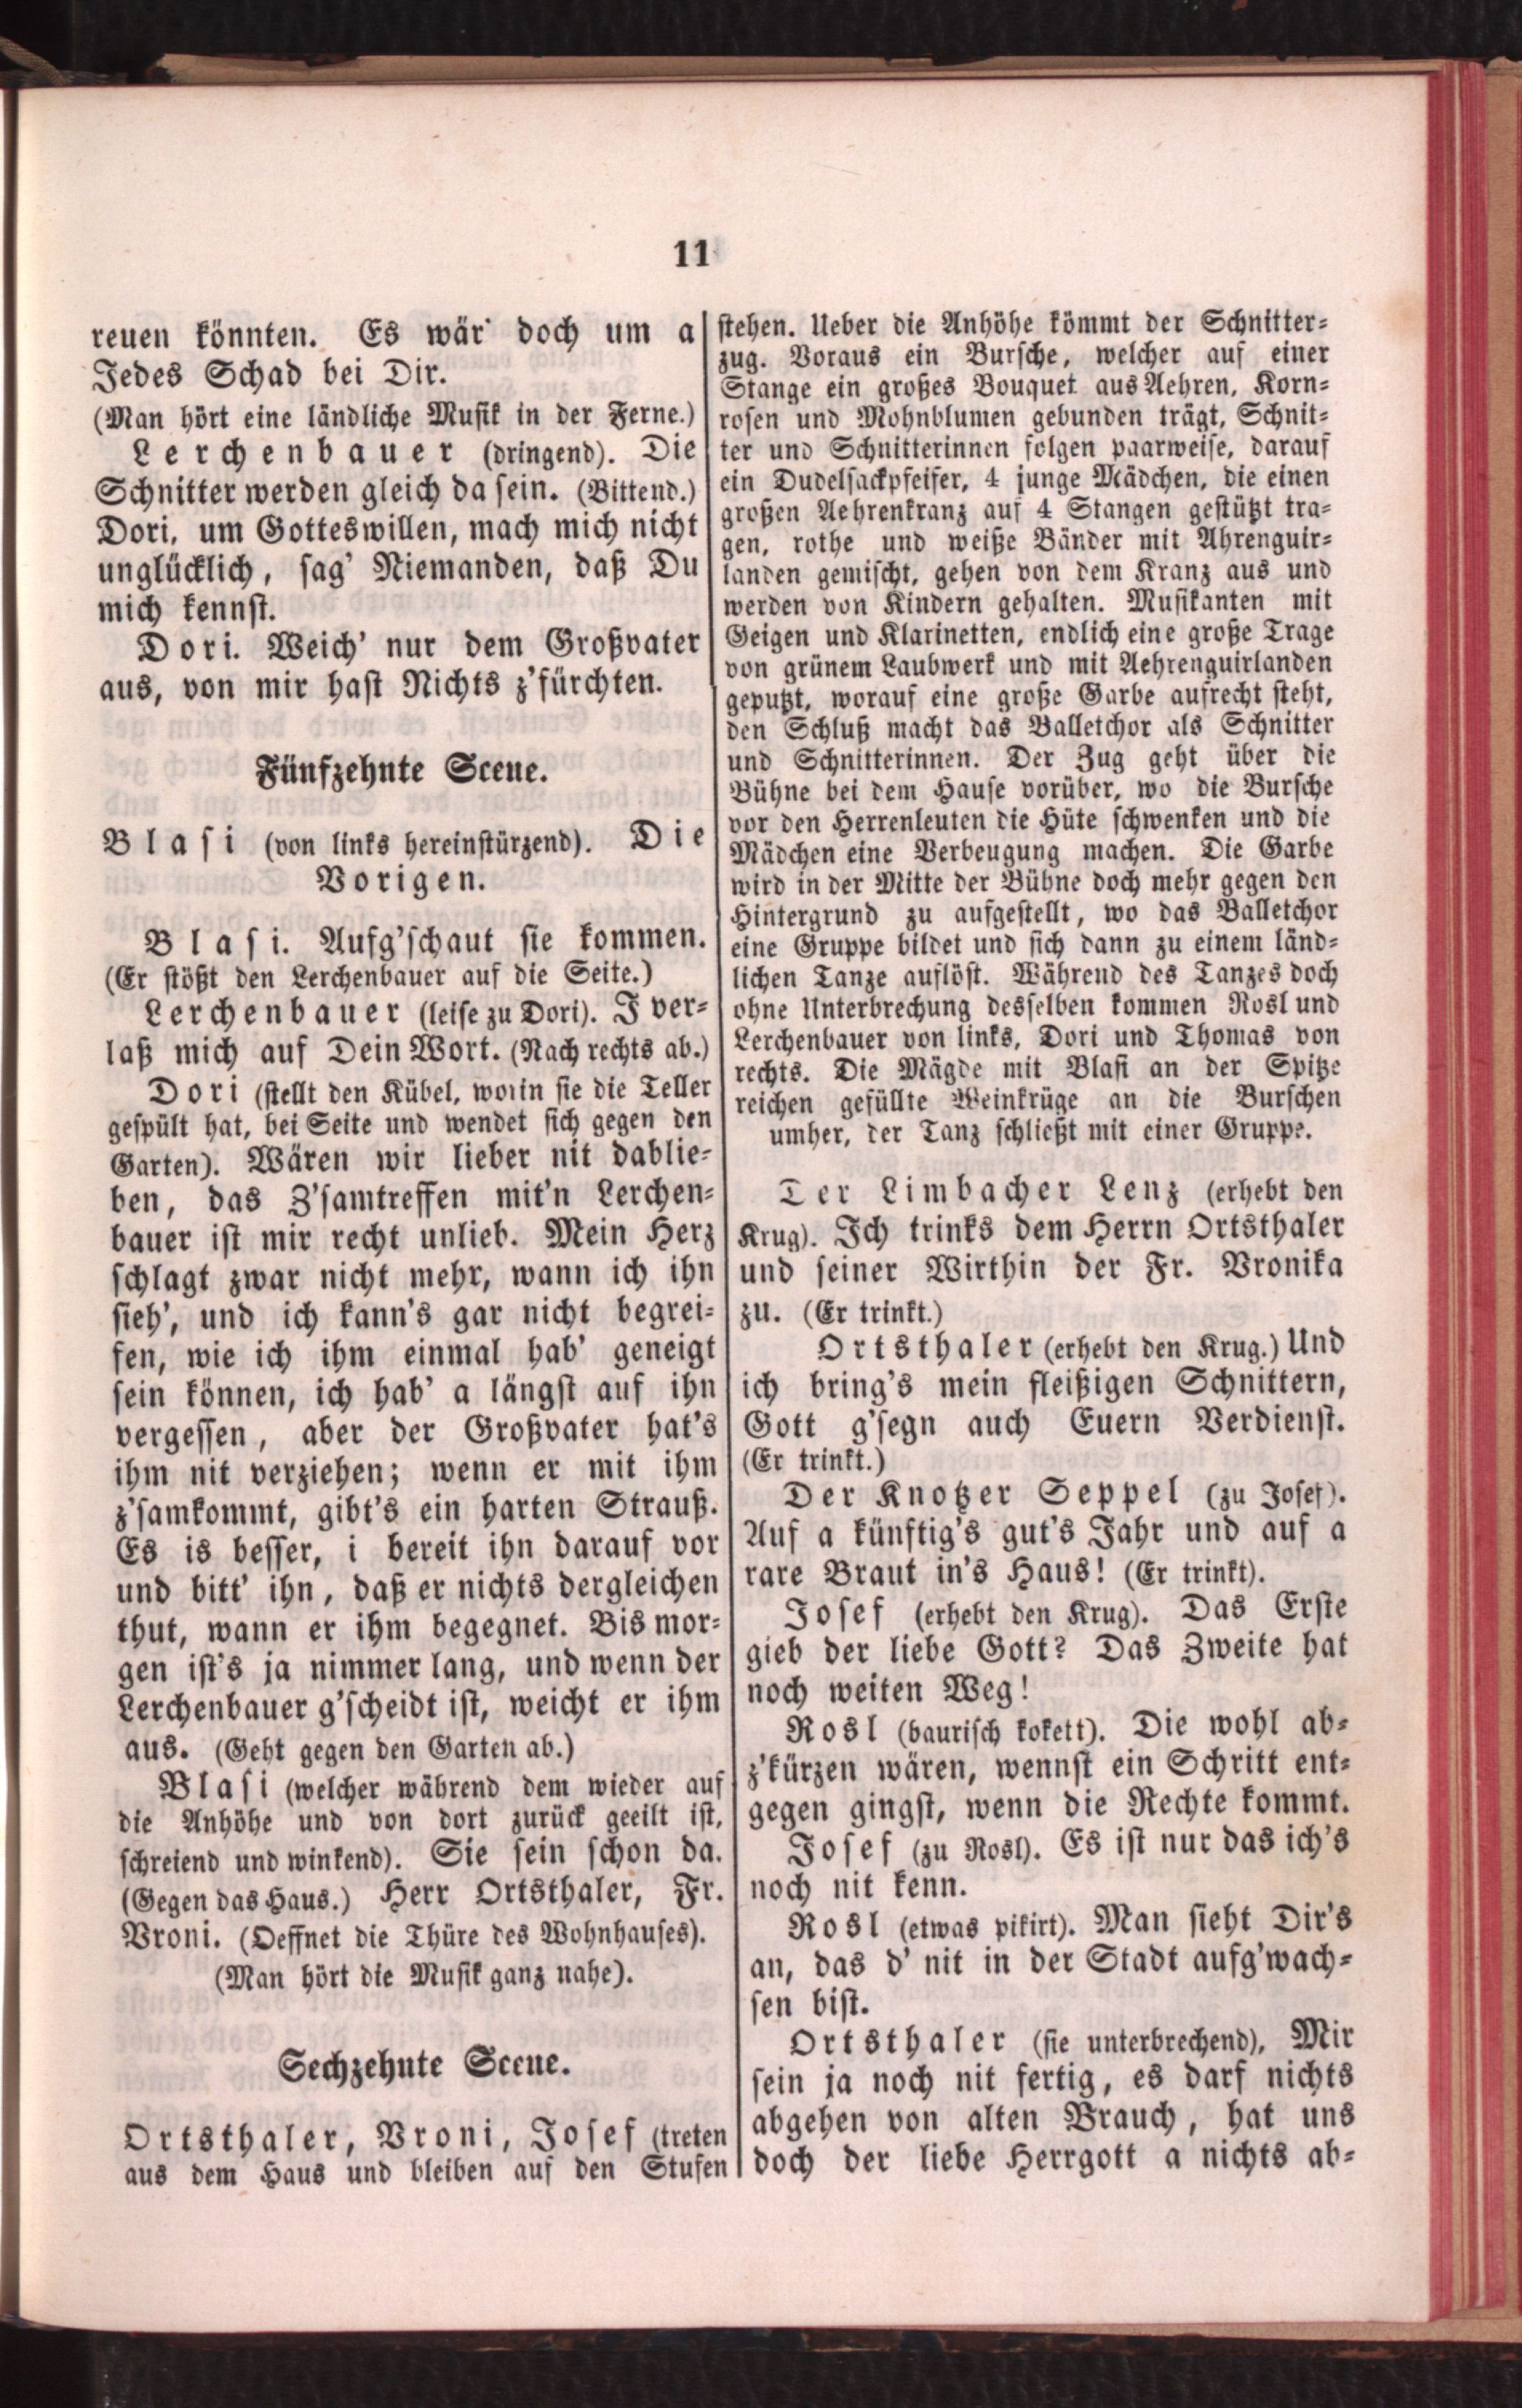 11
reuen könnten. Es wär' doch um a
Jedes Schad bei Dir.
(Man hört eine ländliche Musik in der Ferne.)
Lerchenbauer (dringend). Die
Schnitter werden gleich da sein. (Bittend.)
Dori, um Gotteswillen, mach mich nicht
unglücklich, sag' Niemanden, daß Du
mich kennst.
Dori. Weich' nur dem Großvater
aus, von mir hast Nichts z'fürchten.
Fünfzehnte Scene.
Blasi (von links hereinstürzend). Die
Vorigen.
Blasi. Aufg'schaut sie kommen.
(Er stößt den Lerchenbauer auf die Seite.)
Lerchenbauer (leise zu Dori). I ver-
laß mich auf Dein Wort. (Nach rechts ab.)
Dori (stellt den Kübel, worin sie die Teller
gespült hat, bei Seite und wendet sich gegen den
Garten). Wären wir lieber nit dablie-
ben, das Z'samtreffen mit'n Lerchen-
bauer ist mir recht unlieb. Mein Herz
schlagt zwar nicht mehr, wann ich ihn
sieh', und ich kann's gar nicht begrei-
fen, wie ich ihm einmal hab' geneigt
sein können, ich hab' a längst auf ihn
vergessen, aber der Großvater hat's
ihm nit verziehen; wenn er mit ihm
z'samkommt, gibt's ein harten Strauß.
Es is besser, i bereit ihn darauf vor
und bitt' ihn, daß er nichts dergleichen
thut, wann er ihm begegnet. Bis mor-
gen ist's ja nimmer lang, und wenn der
Lerchenbauer g'scheidt ist, weicht er ihm
aus. (Geht gegen den Garten ab.)
Blasi (welcher während dem wieder auf
die Anhöhe und von dort zurück geeilt ist,
schreiend und winkend). Sie sein schon da.
(Gegen das Haus.) Herr Ortsthaler, Fr.
Vroni. (Oeffnet die Thüre des Wohnhauses).
(Man hört die Musik ganz nahe).
Sechzehnte Scene.
Ortsthaler, Vroni, Josef (treten
aus dem Haus und bleiben auf den Stufen
stehen. Ueber die Anhöhe kömmt der Schnitter-
zug. Voraus ein Bursche, welcher auf einer
Stange ein großes Bouquet aus Aehren, Korn-
rosen und Mohnblumen gebunden trägt, Schnit-
ter und Schnitterinnen folgen paarweise, darauf
ein Dudelsackpfeifer, 4 junge Mädchen, die einen
großen Aehrenkranz auf 4 Stangen gestützt tra-
gen, rothe und weiße Bänder mit Ahrenguir-
landen gemischt, gehen von dem Kranz aus und
werden von Kindern gehalten. Musikanten mit
Geigen und Klarinetten, endlich eine große Trage
von grünem Laubwerk und mit Aehrenguirlanden
geputzt, worauf eine große Garbe aufrecht steht,
den Schluß macht das Balletchor als Schnitter
und Schnitterinnen. Der Zug geht über die
Bühne bei dem Hause vorüber, wo die Bursche
vor den Herrenleuten die Hüte schwenken und die
Mädchen eine Verbeugung machen. Die Garbe
wird in der Mitte der Bühne doch mehr gegen den
Hintergrund zu aufgestellt, wo das Balletchor
eine Gruppe bildet und sich dann zu einem länd-
lichen Tanze auflöst. Während des Tanzes doch
ohne Unterbrechung desselben kommen Rosl und
Lerchenbauer von links, Dori und Thomas von
rechts. Die Mägde mit Blasi an der Spitze
reichen gefüllte Weinkrüge an die Burschen
umher, der Tanz schließt mit einer Gruppe.
Der Limbacher Lenz (erhebt den
Krug). Ich trinks dem Herrn Ortsthaler
und seiner Wirthin der Fr. Vronika
zu. (Er trinkt.)
Ortsthaler (erhebt den Krug.) Und
ich bring's mein fleißigen Schnittern,
Gott g'segn auch Euern Verdienst.
(Er trinkt.)
Der Knotzer Seppel (zu Josef).
Auf a künftig's gut's Jahr und auf a
rare Braut in's Haus! (Er trinkt).
Josef (erhebt den Krug). Das Erste
gieb der liebe Gott? Das Zweite hat
noch weiten Weg!
Rosl (baurisch kokett). Die wohl ab-
z'kürzen wären, wennst ein Schritt ent-
gegen gingst, wenn die Rechte kommt.
Josef (zu Rosl). Es ist nur das ich's
noch nit kenn.
Rosl (etwas pikirt). Man sieht Dir's
an, das d' nit in der Stadt aufg'wach-
sen bist.
Ortsthaler (sie unterbrechend), Mir
sein ja noch nit fertig, es darf nichts
abgehen von alten Brauch, hat uns
doch der liebe Herrgott a nichts ab-